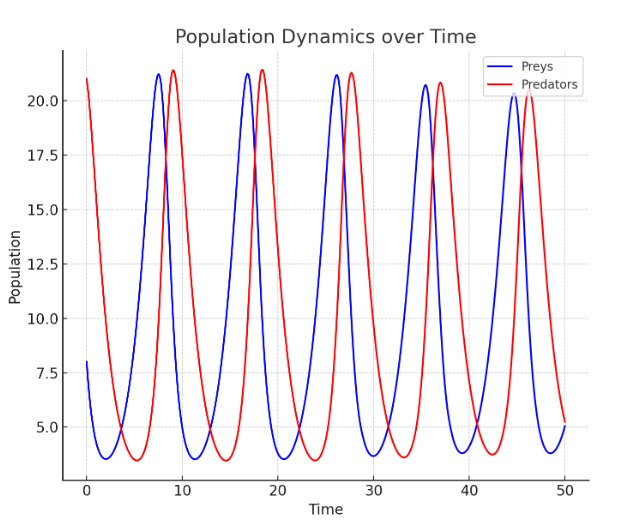 Population Dynamics over Time
Preys
Predators
20.0
17.5
15.0
12.5
10.0
7.5
5.0
Population
0 10 20 30 40 50
Time